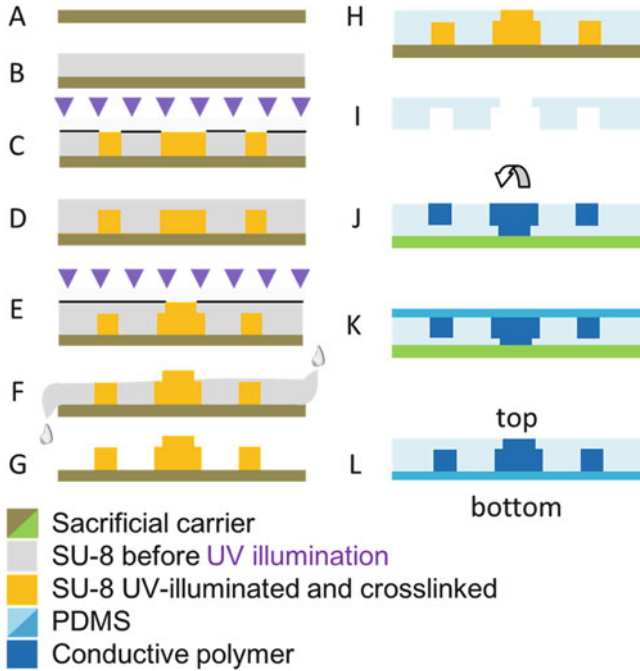 A
B
C
D
E
F
G
H
I
J
K
top
L
bottom
Sacrificial carrier
SU-8 before UV illumination
SU-8 UV-illuminated and crosslinked
PDMS
Conductive polymer